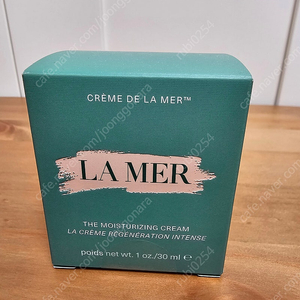 CRÈME DE LA MER™
LA MER
THE MOISTURIZING CREAM
LA CRÈME RÉGÉNÉRATION INTENSE
poids net wt. 1 oz./30 ml e